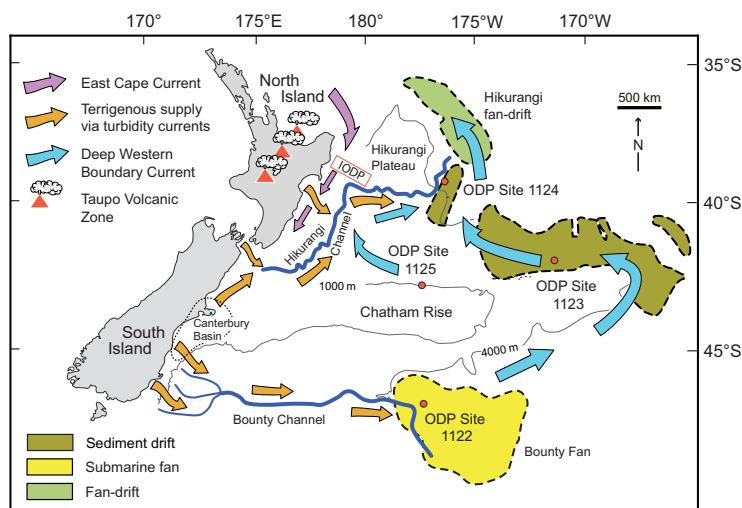 170°
175°E
180°
175°W
170°W
35°S
40°S
45°S
East Cape Current
Terrigenous supply
via turbidity currents
Deep Western
Boundary Current
Taupo Volcanic
Zone
North
Island
Hikurangi
fan-drift
500 km
N
Hikurangi
Plateau
IODP
ODP Site 1124
Hikurangi
Channel
ODP Site
1125
1000 m
ODP Site
1123
Chatham Rise
South
Island
Canterbury
Basin
4000 m
Bounty Channel
ODP Site
1122
Bounty Fan
Sediment drift
Submarine fan
Fan-drift